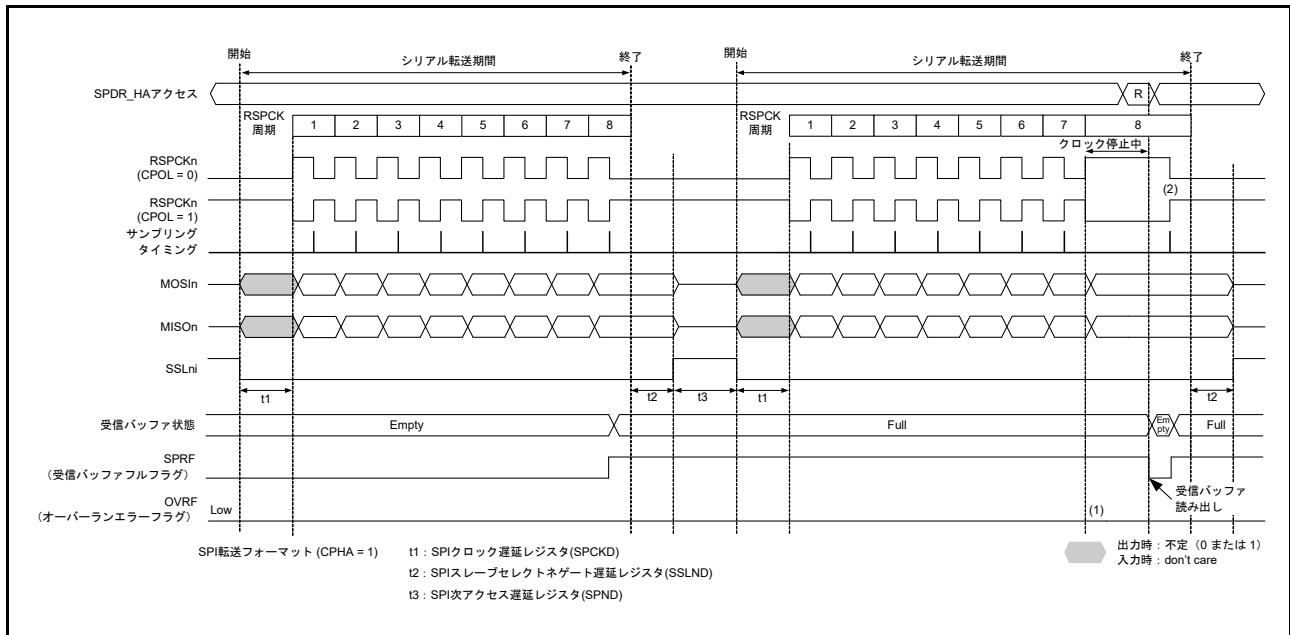 開始 シリアル転送期間 終了 開始 シリアル転送期間 終了
SPDR_HAアクセス R
RSPCK周期 1 2 3 4 5 6 7 8 RSPCK周期 1 2 3 4 5 6 7 8
クロック停止中
RSPCKn
(CPOL = 0)
(2)
RSPCKn
(CPOL = 1)
サンプリング
タイミング
MOSIn
MISOn
SSLni
t1 t2 t3 t1 t2
受信バッファ状態 Empty Full Empty Full
SPRF
(受信バッファフルフラグ)
受信バッファ
読み出し
OVRF
(オーバーランエラーフラグ) Low (1)
SPI転送フォーマット (CPHA = 1)
t1：SPIクロック遅延レジスタ(SPCKD)
t2：SPIスレーブセレクトネゲート遅延レジスタ(SSLND)
t3：SPI次アクセス遅延レジスタ(SPND)
出力時：不定（0 または 1）
入力時：don't care